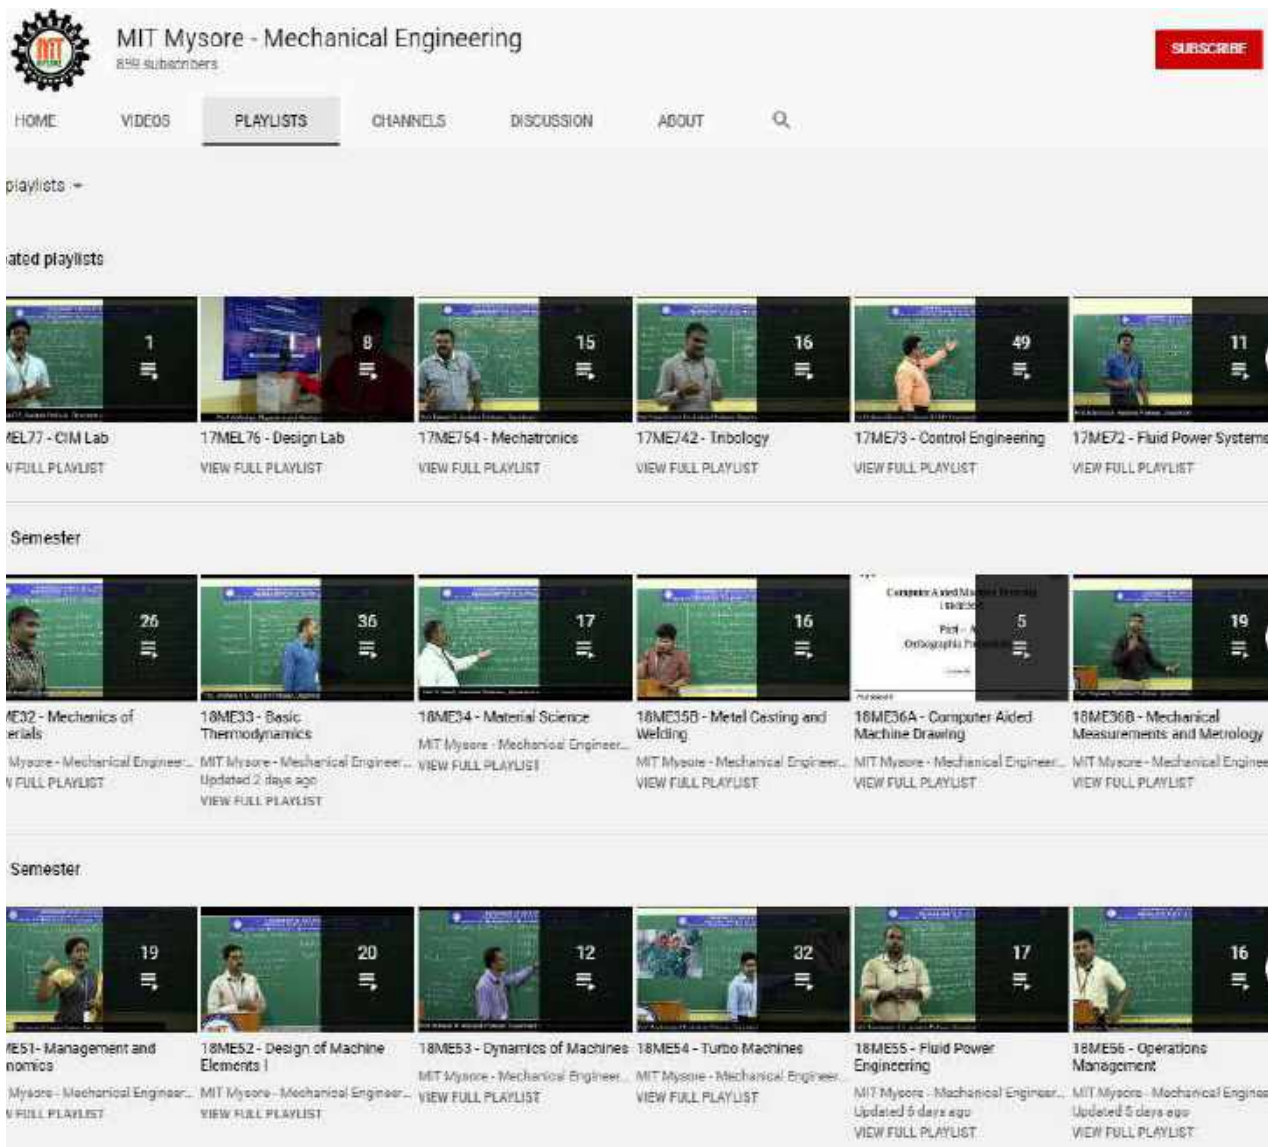 MIT Mysore - Mechanical Engineering
859 subscribers
SUBSCRIBE
HOME VIDEOS PLAYLISTS CHANNELS DISCUSSION ABOUT
playlists
ated playlists
1 8 15 16 49 11
MEL77 - CIM Lab 17MEL76 - Design Lab 17ME754 - Mechatronics 17ME742 - Tribology 17ME73 - Control Engineering 17ME72 - Fluid Power Systems
FULL PLAYLIST VIEW FULL PLAYLIST VIEW FULL PLAYLIST VIEW FULL PLAYLIST VIEW FULL PLAYLIST VIEW FULL PLAYLIST
Semester
26 36 17 16 5 19
ME32 - Mechanics of 18ME33 - Basic 18ME34 - Material Science 18ME35B - Metal Casting and 18ME36A - Computer Aided 18ME36B - Mechanical
erials Thermodynamics Welding Machine Drawing Measurements and Metrology
Mysore - Mechanical Engineer... MIT Mysore - Mechanical Engineer... MIT Mysore - Mechanical Engineer... MIT Mysore - Mechanical Engineer... MIT Mysore - Mechanical Engineer... MIT Mysore - Mechanical Enginee
FULL PLAYLIST Updated 2 days ago VIEW FULL PLAYLIST VIEW FULL PLAYLIST VIEW FULL PLAYLIST VIEW FULL PLAYLIST
VIEW FULL PLAYLIST
Semester
19 20 12 32 17 16
ME51- Management and 18ME52 - Design of Machine 18ME53 - Dynamics of Machines 18ME54 - Turbo Machines 18ME55 - Fluid Power 18ME56 - Operations
nomics Elements I Engineering Management
Mysore - Mechanical Engineer... MIT Mysore - Mechanical Engineer... MIT Mysore - Mechanical Engineer... MIT Mysore - Mechanical Engineer... MIT Mysore - Mechanical Engineer... MIT Mysore - Mechanical Enginee
FULL PLAYLIST VIEW FULL PLAYLIST VIEW FULL PLAYLIST VIEW FULL PLAYLIST Updated 6 days ago Updated 5 days ago
VIEW FULL PLAYLIST VIEW FULL PLAYLIST